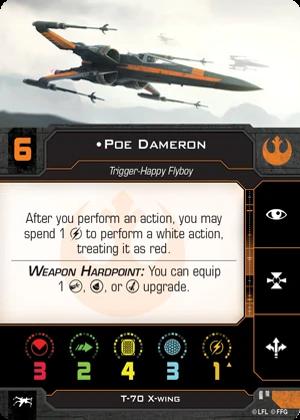 6
•Poe Dameron
Trigger-Happy Flyboy
After you perform an action, you may
spend 1 to perform a white action,
treating it as red.
Weapon Hardpoint: You can equip
1 , , or upgrade.
3 2 4 3 1
T-70 X-wing
©LFL ©FFG